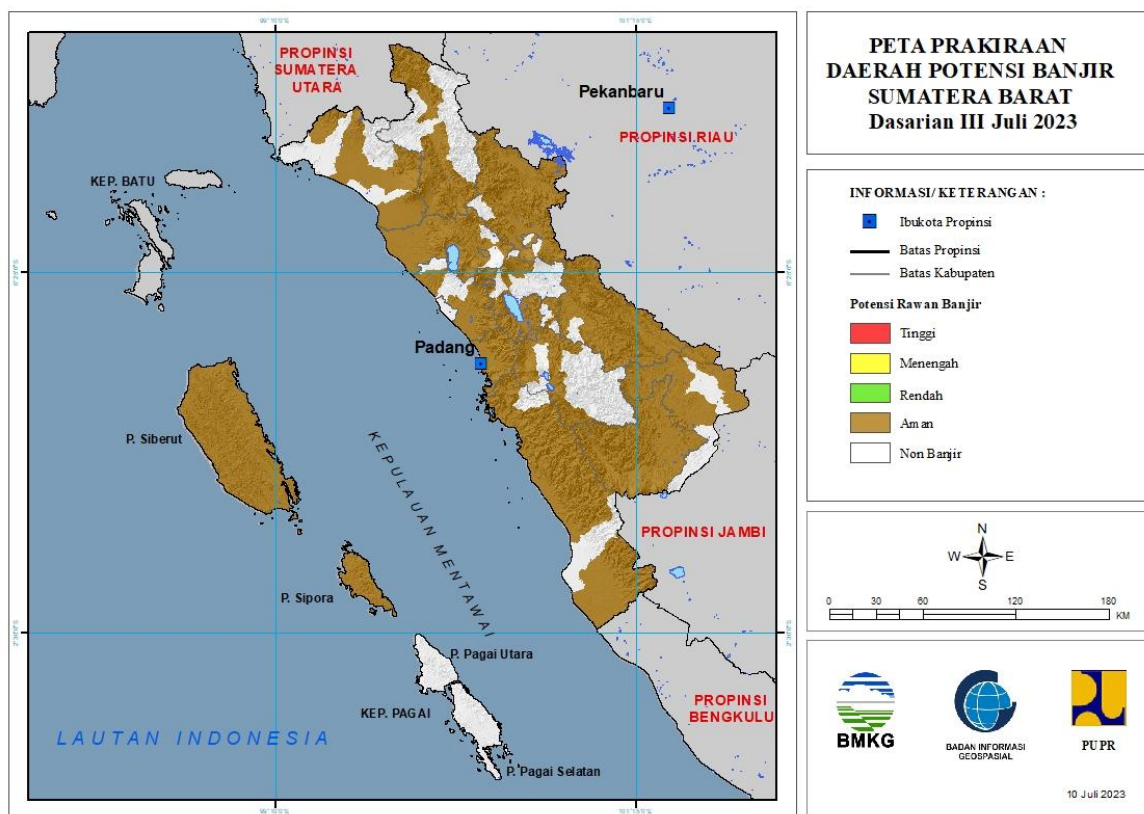 PETA PRAKIRAAN
DAERAH POTENSI BANJIR
SUMATERA BARAT
Dasarian III Juli 2023
INFORMASI/ KETERANGAN :
Ibukota Propinsi
Batas Propinsi
Batas Kabupaten
Potensi Rawan Banjir
Tinggi
Menengah
Rendah
Aman
Non Banjir
N
W
E
S
0 30 60 120 180
KM
BMKG
BADAN INFORMASI
GEOSPASIAL
PUPR
10 Juli 2023
PROPINSI
SUMATERA
UTARA
Pekanbaru
PROPINSI RIAU
KEP. BATU
Padang
P. Siberut
KEPULAUAN MENTAWAI
PROPINSI JAMBI
P. Sipora
P. Pagai Utara
KEP. PAGAI
PROPINSI
BENGKULU
LAUTAN INDONESIA
P. Pagai Selatan